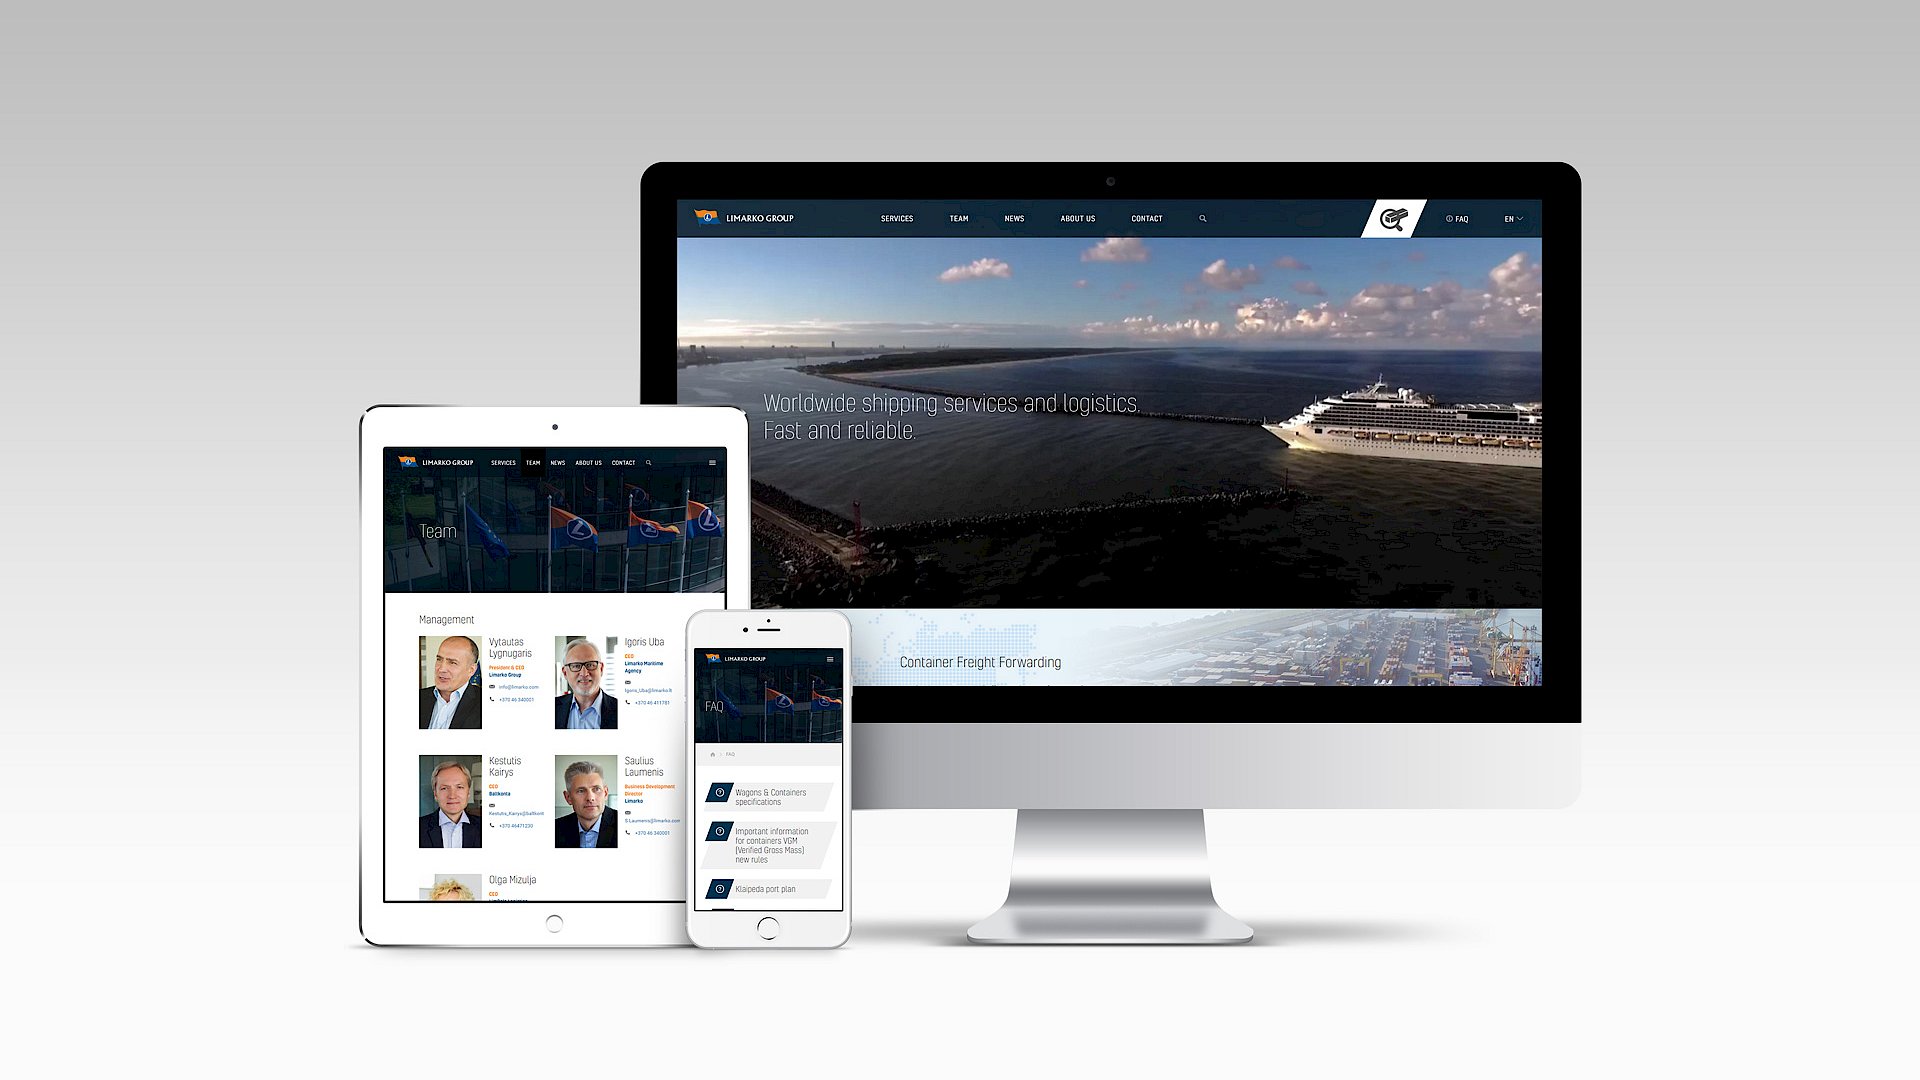 LIMARKO GROUP
SERVICES
TEAM
NEWS
ABOUT US
CONTACT
FAQ
EN
Worldwide shipping services and logistics.
Fast and reliable.
Container Freight Forwarding
LIMARKO GROUP
SERVICES
TEAM
NEWS
ABOUT US
CONTACT
Team
Management
Vytautas
Lygnugaris
President & CEO
Limarko Group
info@limarko.com
+370 46 340001
Igoris Uba
CEO
Limarko Maritime
Agency
Igoris_Uba@limarko.lt
+370 46 411781
Kestutis
Kairys
CEO
Baltkonta
Kestutis_Kairys@baltkont
+370 46471230
Saulius
Laumenis
Business Development
Director
Limarko
S.Laumenis@limarko.com
+370 46 340001
Olga Mizulja
CEO
LIMARKO GROUP
FAQ
FAQ
Wagons & Containers
specifications
Important information
for containers VGM
(Verified Gross Mass)
new rules
Klaipeda port plan